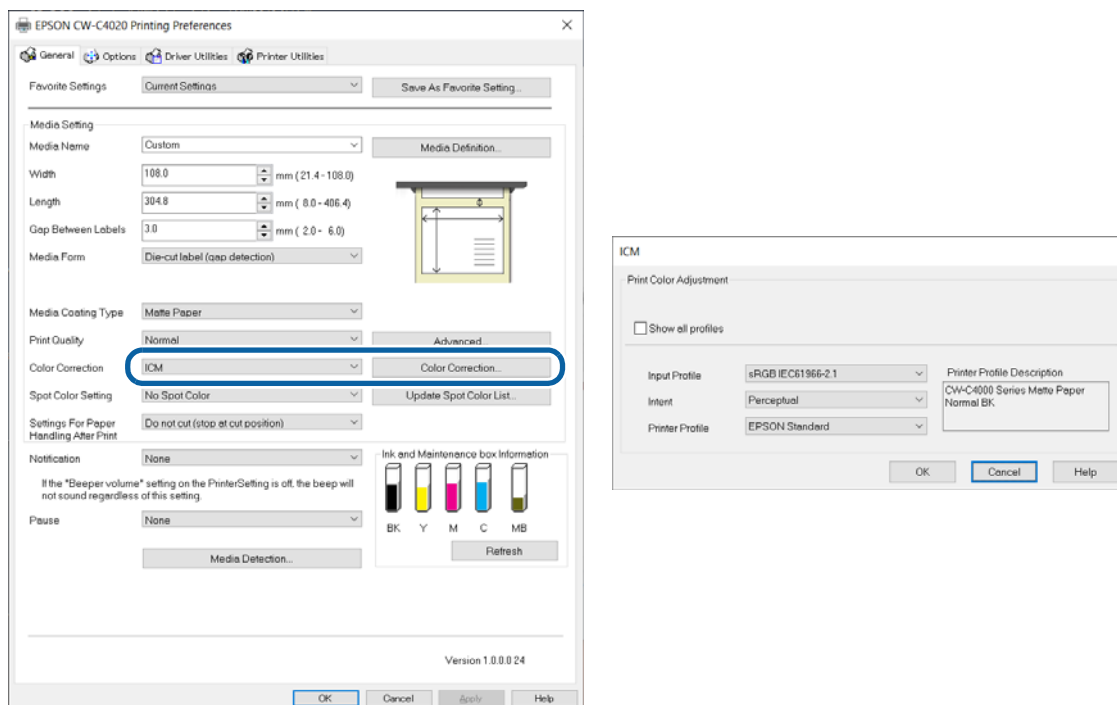 EPSON CW-C4020 Printing Preferences
General Options Driver Utilities Printer Utilities
Favorite Settings Current Settings Save As Favorite Setting...
Media Setting
Media Name Custom Media Definition...
Width 108.0 mm ( 21.4 - 108.0)
Length 304.8 mm ( 8.0 - 406.4)
Gap Between Labels 3.0 mm ( 2.0 - 6.0)
Media Form Die-cut label (gap detection)
Media Coating Type Matte Paper
Print Quality Normal Advanced...
Color Correction ICM Color Correction...
Spot Color Setting No Spot Color Update Spot Color List...
Settings For Paper
Handling After Print
Do not cut (stop at cut position)
Notification None
If the "Beeper volume" setting on the PrinterSetting is off, the beep will
not sound regardless of this setting.
Pause None
Media Detection...
Ink and Maintenance box Information
BK Y M C MB
Refresh
Version 1.0.0.0 24
OK Cancel Apply Help
ICM
Print Color Adjustment
Show all profiles
Input Profile sRGB IEC61966-2.1
Intent Perceptual
Printer Profile EPSON Standard
Printer Profile Description
CW-C4000 Series Matte Paper
Normal BK
OK Cancel Help